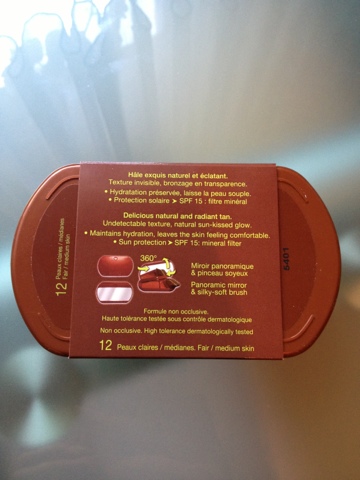 Hâle exquis naturel et éclatant.
Texture invisible, bronzage en transparence.
• Hydratation préservée, laisse la peau souple.
• Protection solaire ➤ SPF 15 : filtre minéral
Delicious natural and radiant tan.
Undetectable texture, natural sun-kissed glow.
• Maintains hydration, leaves the skin feeling comfortable.
• Sun protection ➤ SPF 15: mineral filter
360°
Miroir panoramique
& pinceau soyeux
Panoramic mirror
& silky-soft brush
Formule non occlusive.
Haute tolérance testée sous contrôle dermatologique
Non occlusive. High tolerance dermatologically tested
12 Peaux claires / médianes. Fair / medium skin
12 Peaux claires / médianes
Fair / medium skin
5401